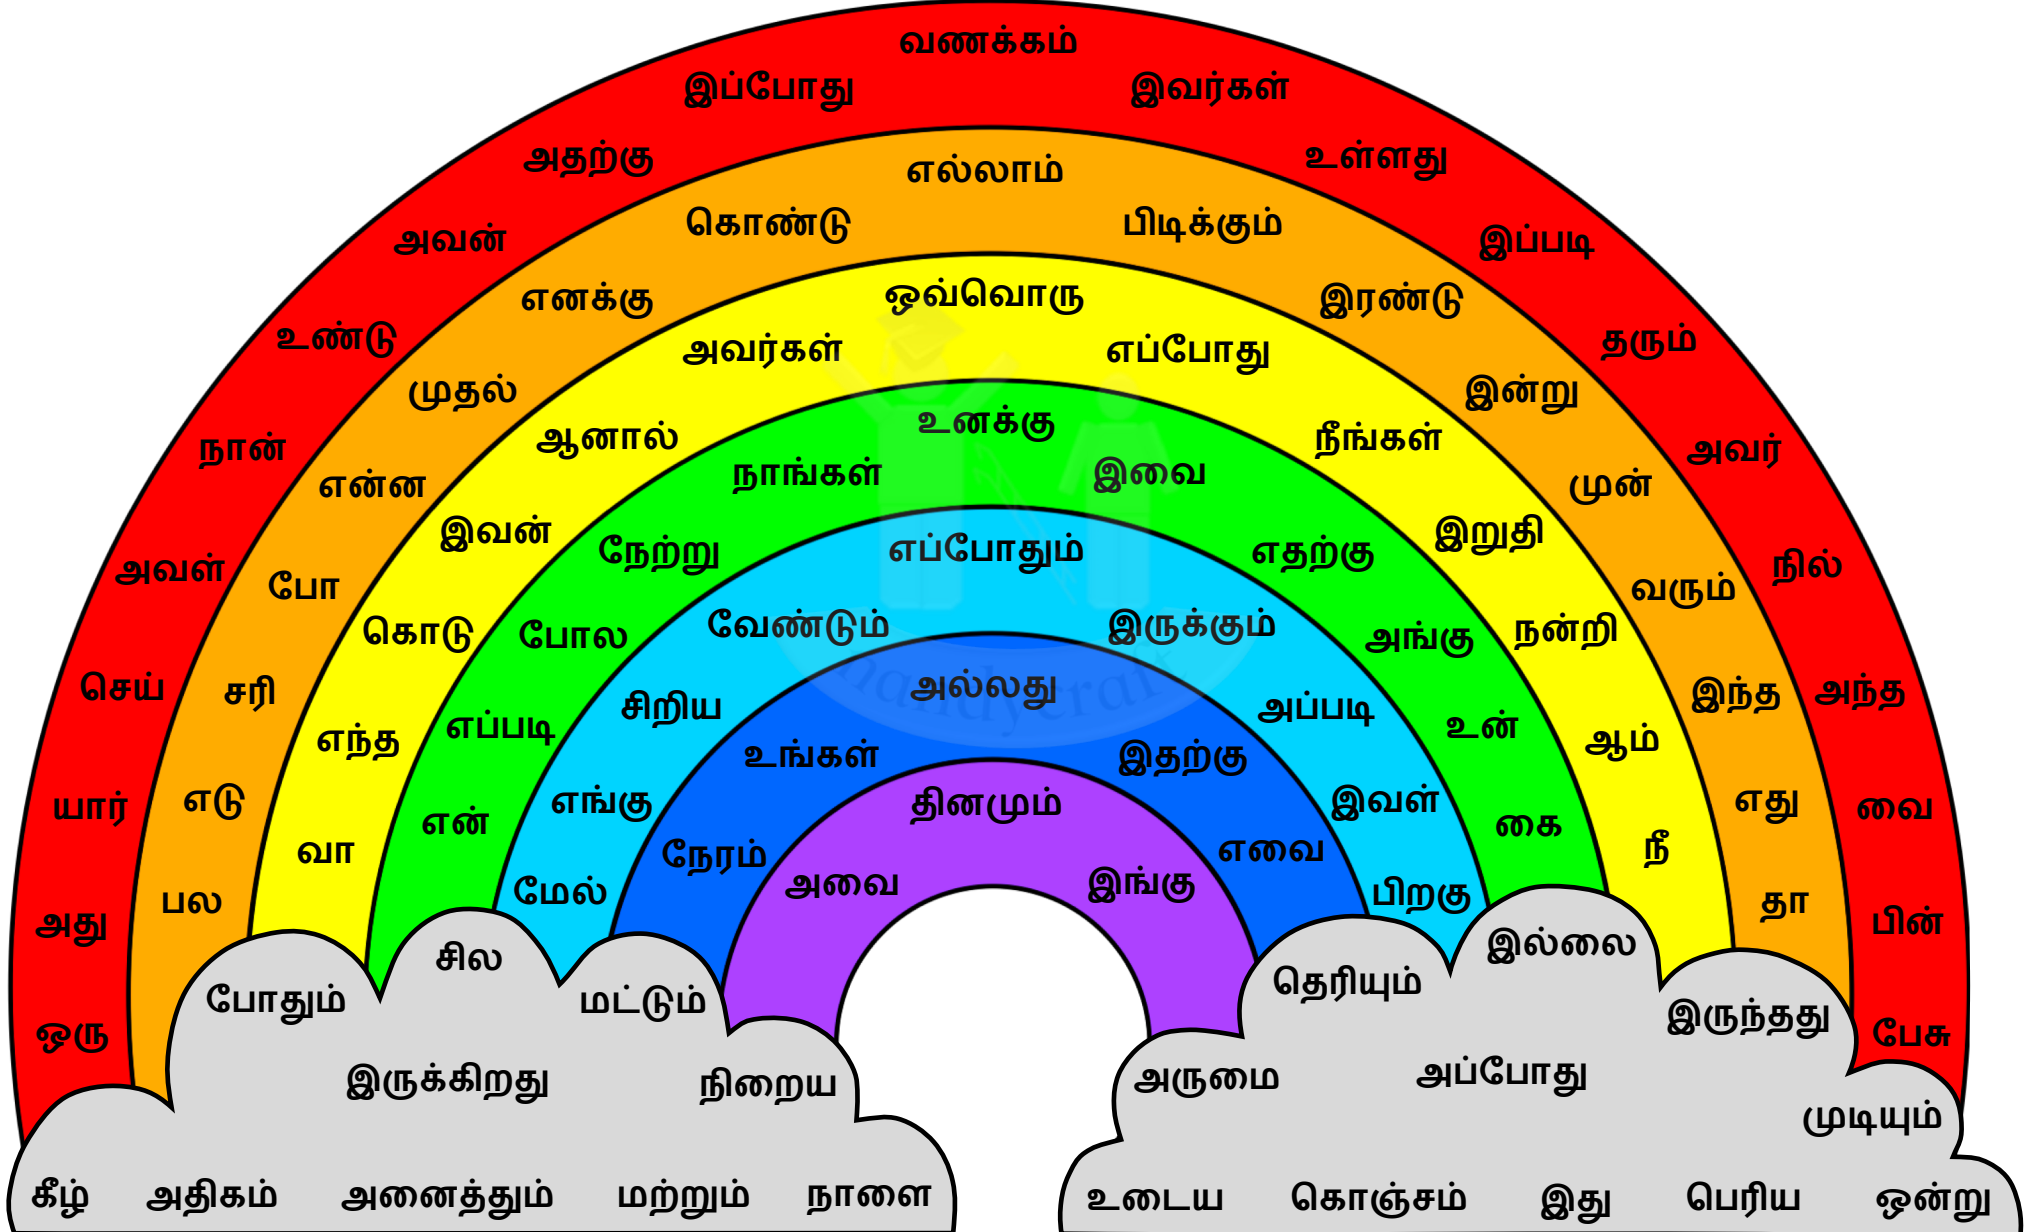 வணக்கம்
இப்போது இவர்கள்
அதற்கு உள்ளது
அவன் இப்படி
உண்டு தரும்
நான் அவர்
அவள் நில்
செய் அந்த
யார் வை
அது பின்
ஒரு பேசு
எல்லாம்
கொண்டு பிடிக்கும்
எனக்கு இரண்டு
முதல் இன்று
என்ன முன்
போ வரும்
சரி இந்த
எடு எது
பல தா
ஒவ்வொரு
அவர்கள் எப்போது
ஆனால் நீங்கள்
இவன் இறுதி
கொடு நன்றி
எந்த ஆம்
வா நீ
உனக்கு
நாங்கள் இவை
நேற்று எதற்கு
போல அங்கு
எப்படி உன்
என் கை
எப்போதும்
வேண்டும் இருக்கும்
சிறிய அப்படி
எங்கு இவள்
மேல் பிறகு
அல்லது
உங்கள் இதற்கு
நேரம் எவை
தினமும்
அவை இங்கு
சில
போதும் மட்டும்
இருக்கிறது நிறைய
கீழ் அதிகம் அனைத்தும் மற்றும் நாளை
இல்லை
தெரியும் இருந்தது
அருமை அப்போது
முடியும்
உடைய கொஞ்சம் இது பெரிய ஒன்று
handycraft